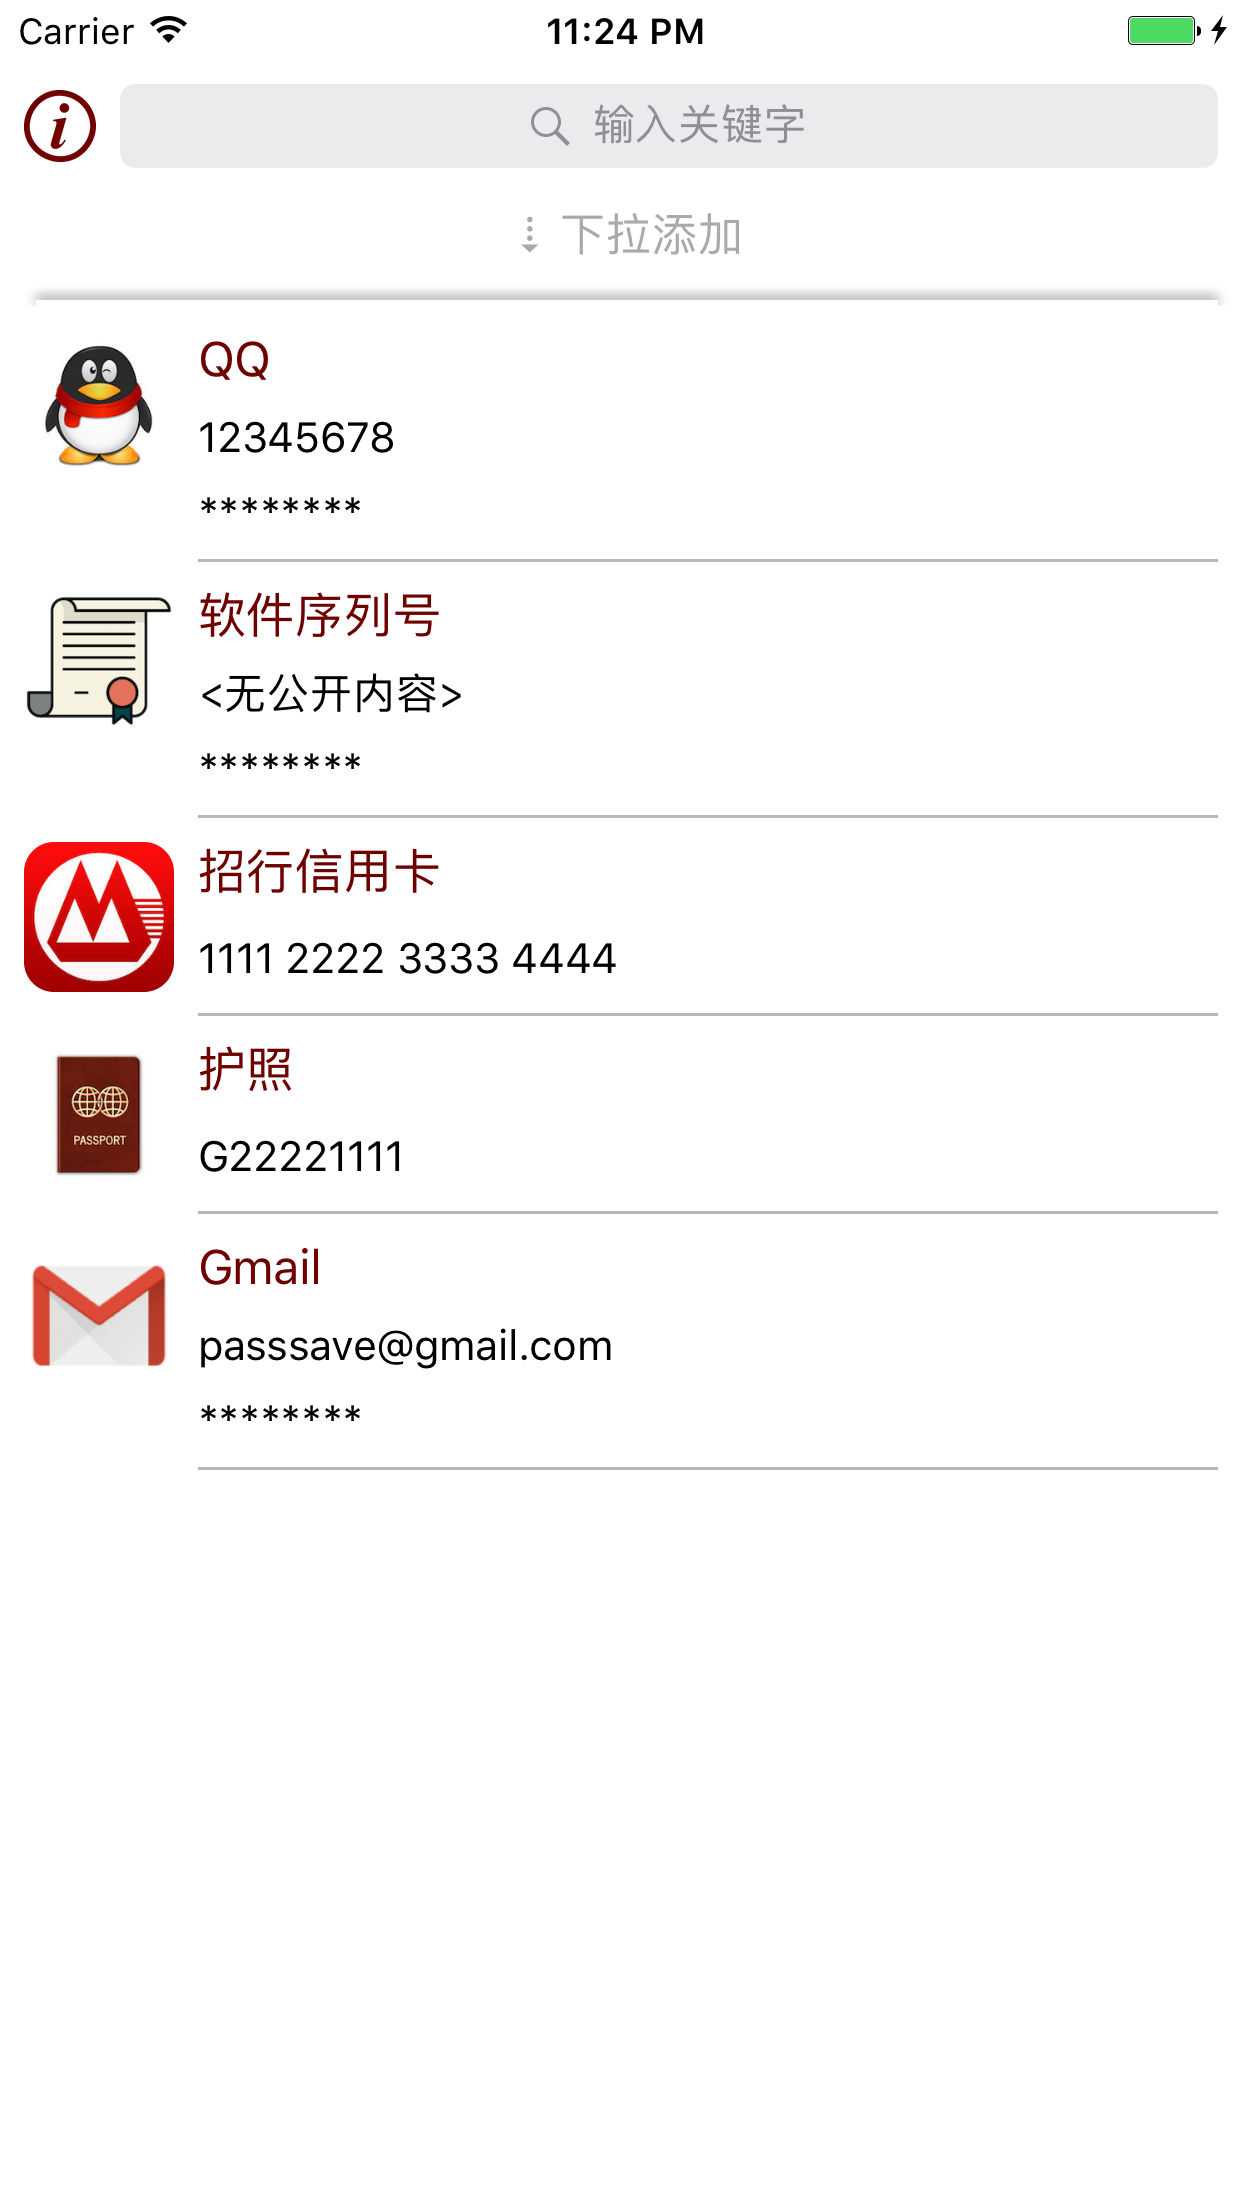 Carrier 11:24 PM
输入关键字
下拉添加
QQ
12345678
********
软件序列号
<无公开内容>
********
招行信用卡
1111 2222 3333 4444
护照
PASSPORT
G22221111
Gmail
passsave@gmail.com
********